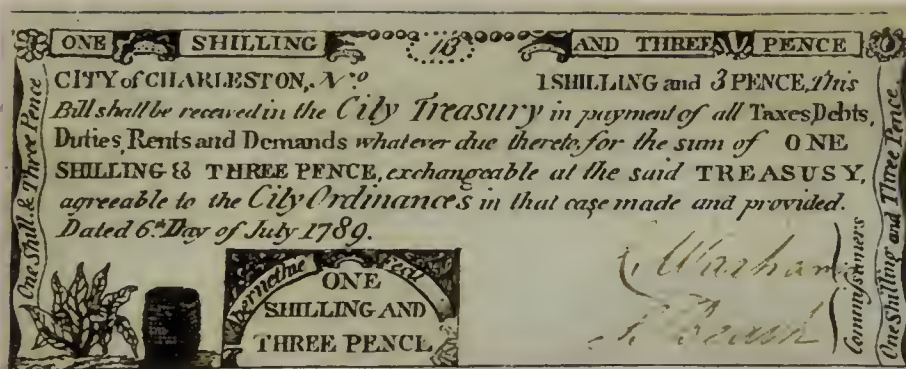 ONE SHILLING 1/3 AND THREE PENCE
CITY of CHARLESTON, No. 1 SHILLING and 3 PENCE, This
Bill shall be received in the City Treasury in payment of all Taxes, Debts,
Duties, Rents and Demands whatever due thereto, for the sum of ONE
SHILLING & THREE PENCE, exchangeable at the said TREASUSY,
agreeable to the City Ordinances in that case made and provided.
Dated 6th Day of July 1789.
One Shill. & Three Pence
Abernethie fecit
ONE
SHILLING AND
THREE PENCE
Commissioners
One Shilling and Three Pence